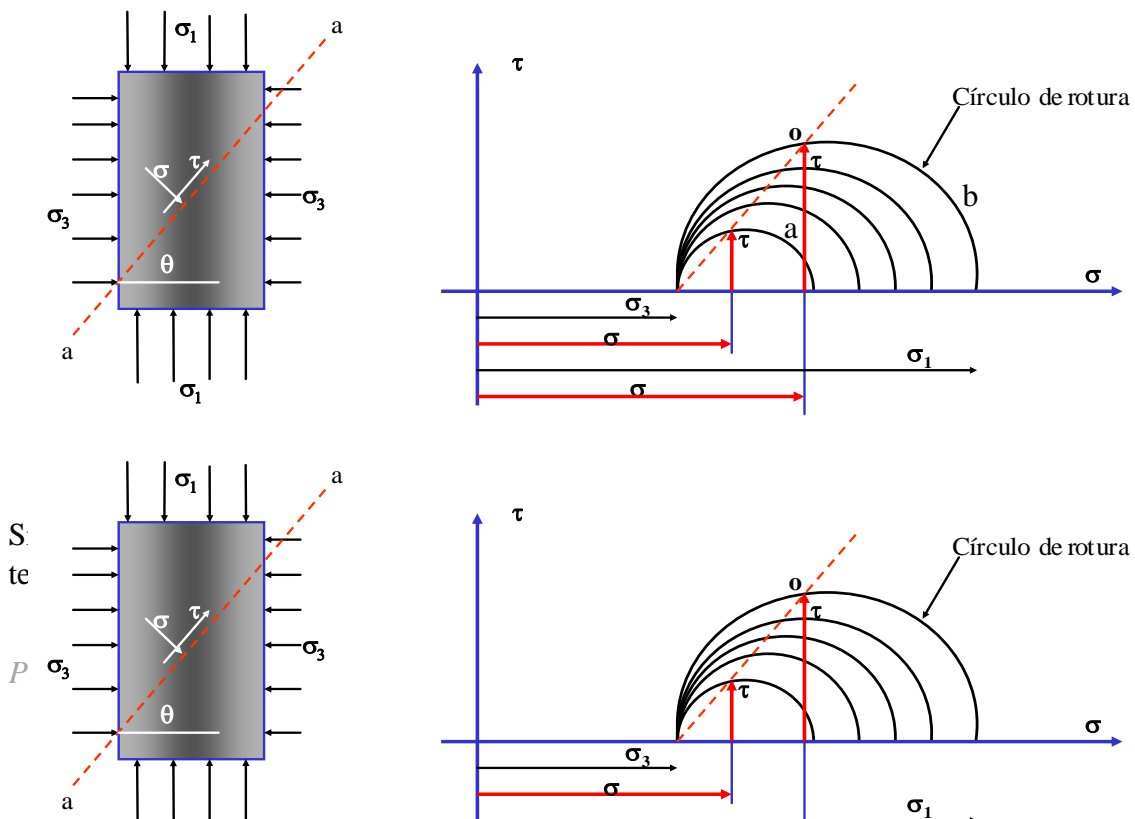 σ₁
a
σ
τ
σ₃
σ₃
θ
a
σ₁
τ
Círculo de rotura
o
τ
b
a
τ
σ
σ₃
σ
σ₁
σ
σ₁
a
σ
τ
σ₃
σ₃
θ
a
te
P
τ
Círculo de rotura
o
τ
τ
σ
σ₃
σ
σ₁